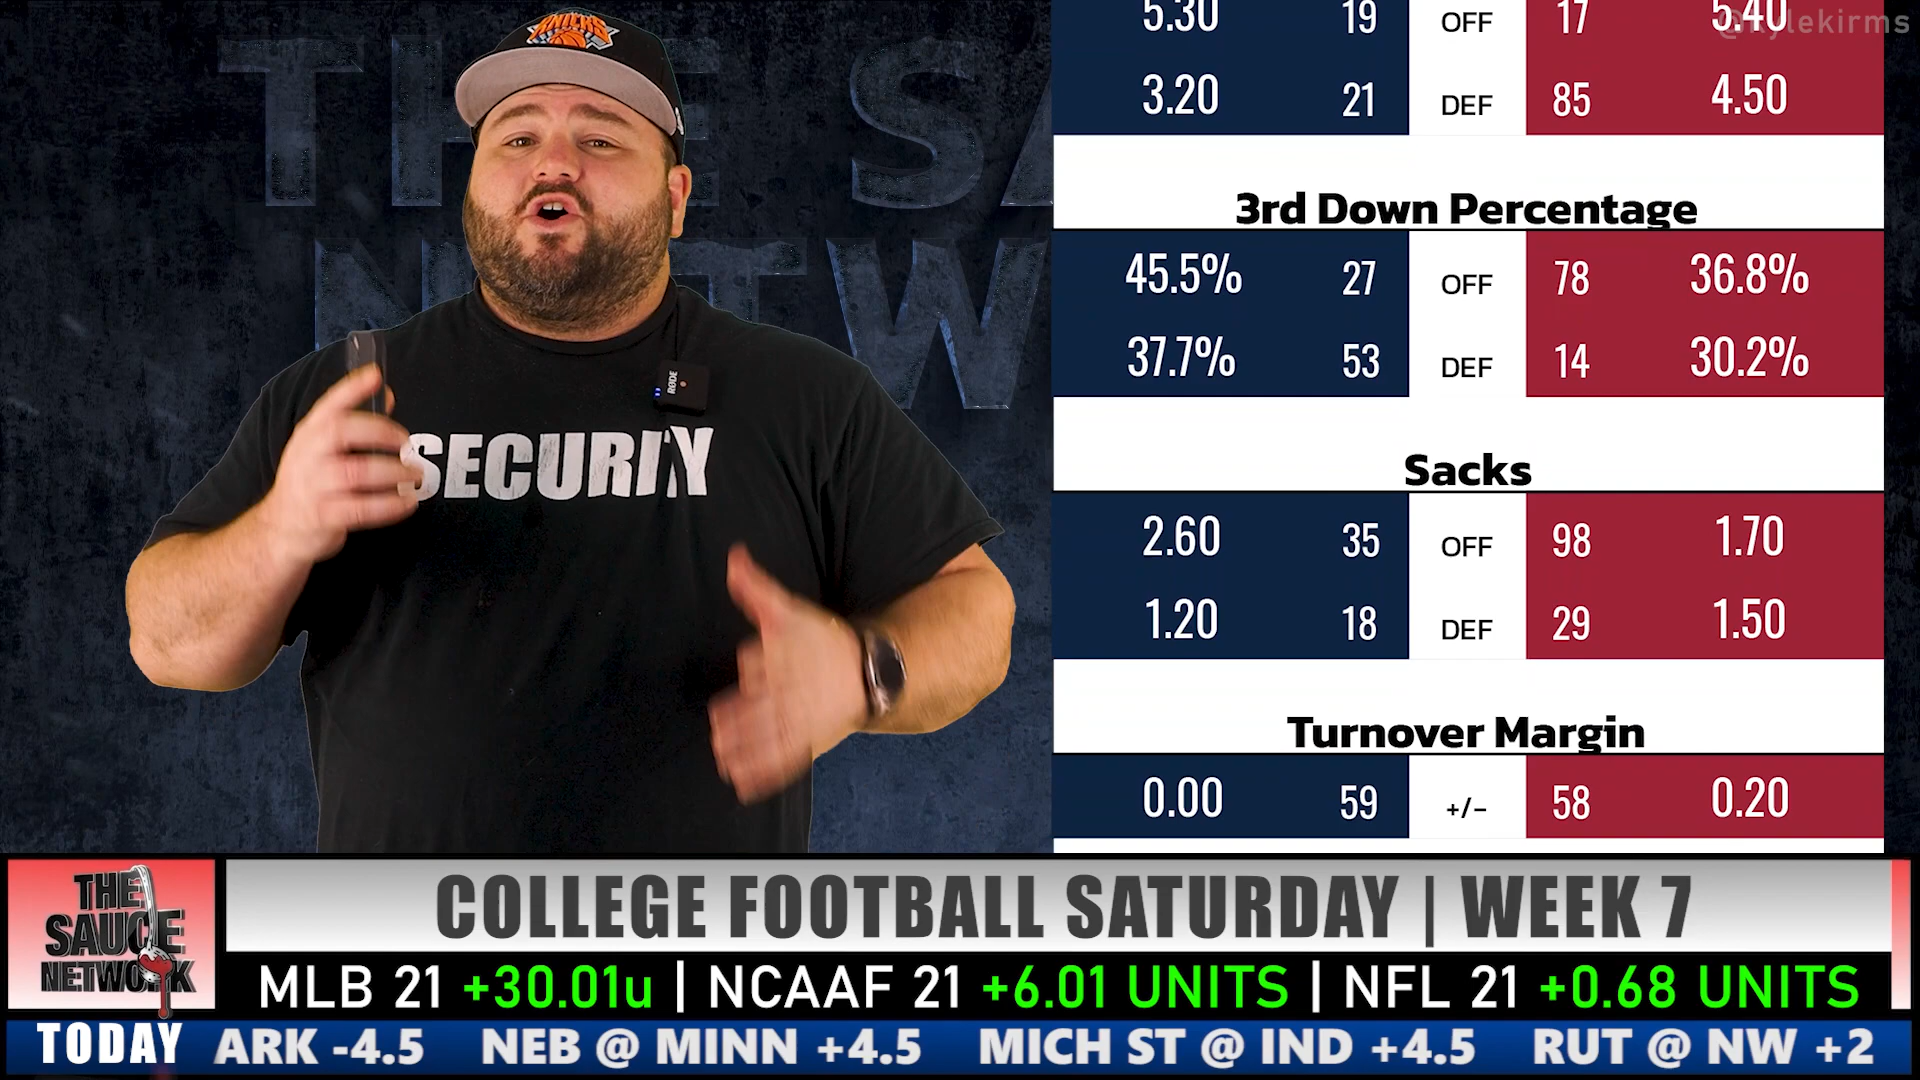 KNICKS
THE SA
NETW
SECURITY
RØDE
@kylekirms
5.30 19 OFF 17 5.40
3.20 21 DEF 85 4.50
3rd Down Percentage
45.5% 27 OFF 78 36.8%
37.7% 53 DEF 14 30.2%
Sacks
2.60 35 OFF 98 1.70
1.20 18 DEF 29 1.50
Turnover Margin
0.00 59 +/- 58 0.20
THE
SAUCE
NETWORK
COLLEGE FOOTBALL SATURDAY | WEEK 7
MLB 21 +30.01u | NCAAF 21 +6.01 UNITS | NFL 21 +0.68 UNITS
TODAY ARK -4.5 NEB @ MINN +4.5 MICH ST @ IND +4.5 RUT @ NW +2